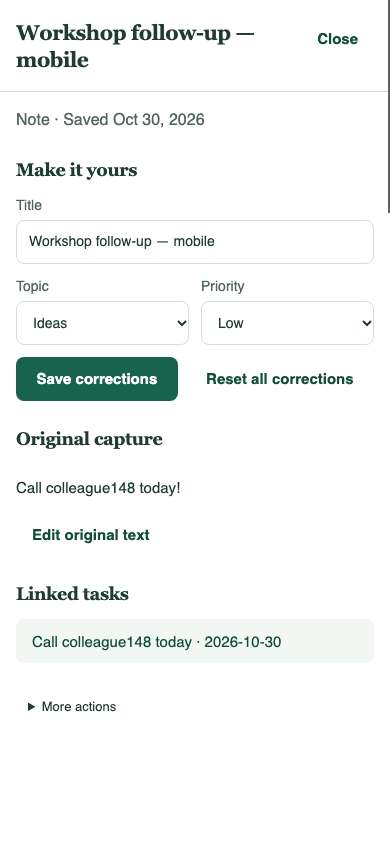 Workshop follow-up —
mobile
Close
Note · Saved Oct 30, 2026
Make it yours
Title
Workshop follow-up — mobile
Topic Priority
Ideas Low
Save corrections Reset all corrections
Original capture
Call colleague148 today!
Edit original text
Linked tasks
Call colleague148 today · 2026-10-30
More actions